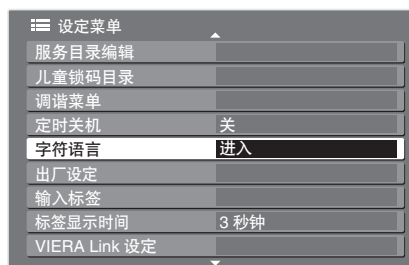 设定菜单
服务目录编辑
儿童锁码目录
调谐菜单
定时关机 关
字符语言 进入
出厂设定
输入标签
标签显示时间 3 秒钟
VIERA Link 设定